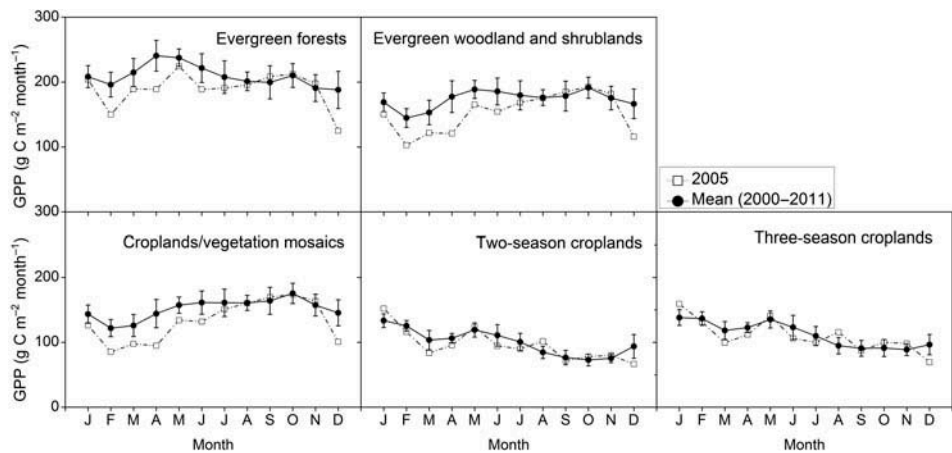 300
Evergreen forests
Evergreen woodland and shrublands
GPP (g C m⁻² month⁻¹)
200
100
2005
Mean (2000–2011)
300
Croplands/vegetation mosaics
Two-season croplands
Three-season croplands
GPP (g C m⁻² month⁻¹)
200
100
0
J F M A M J J A S O N D
J F M A M J J A S O N D
J F M A M J J A S O N D
Month
Month
Month